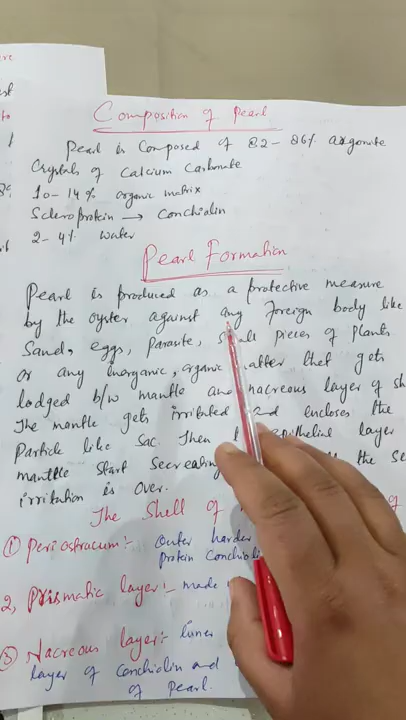 Composition of Pearl
Pearl is Composed of 82-86% aragonite
Crystals of Calcium Carbonate
10-14% organic matrix
Scleroprotein → Conchiolin
2-4% water
Pearl Formation
Pearl is produced as a protective measure
by the oyster against any foreign body like
Sand, eggs, Parasite, pieces of plants
or any inorganic, organic matter that gets
lodged b/w mantle and nacreous layer of
The mantle gets irritated and encloses the
Particle like Sac. Then epithelial layer
mantle start Secreating the
irritation is over.
The Shell of of
① Periostracum:- outer harder
protein Conchiolin
2, Prismatic layer:- made
③ Nacreous layer:- inner
layer of Conchiolin and
of pearl.